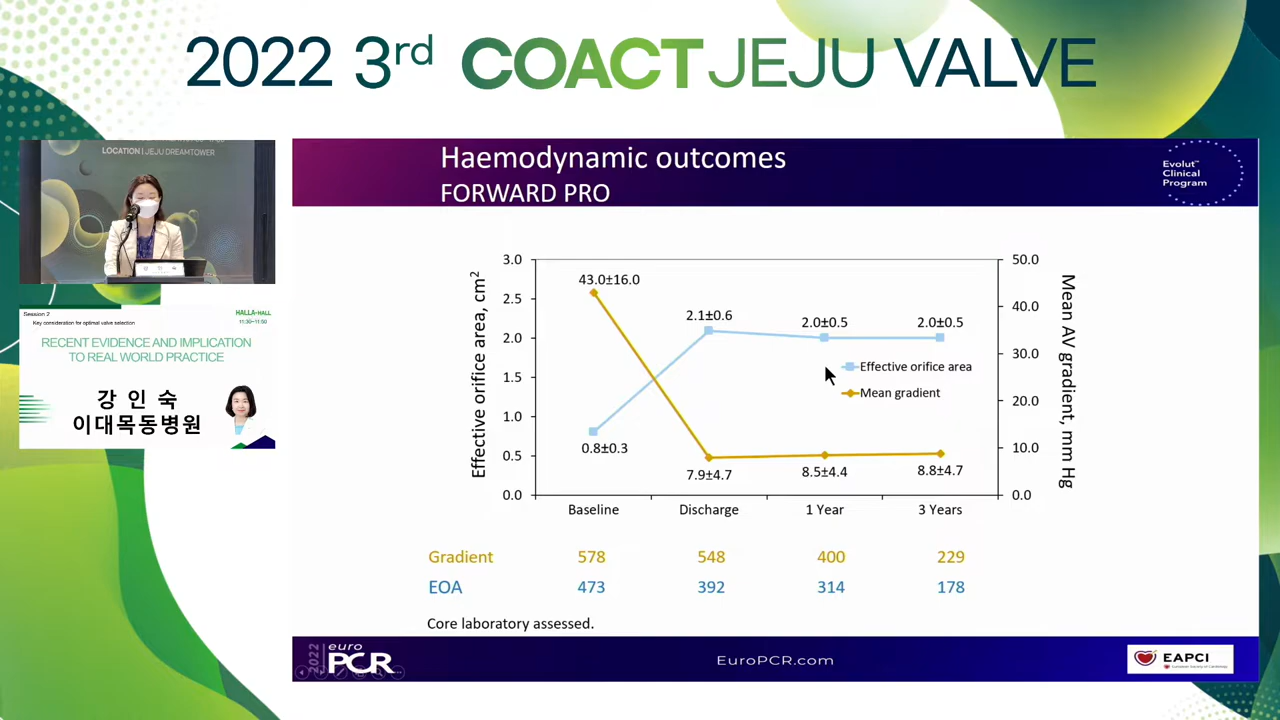 2022 3rd COACT JEJU VALVE
LOCATION | JEJU DREAMTOWER
강 인 숙
Session 2
Key consideration for optimal valve selection
HALLA-HALL
11:30~11:50
RECENT EVIDENCE AND IMPLICATION
TO REAL WORLD PRACTICE
강 인 숙
이대목동병원
Haemodynamic outcomes
FORWARD PRO
Evolut™
Clinical
Program
Effective orifice area, cm2
3.0
2.5
2.0
1.5
1.0
0.5
0.0
43.0±16.0
2.1±0.6
2.0±0.5
2.0±0.5
0.8±0.3
7.9±4.7
8.5±4.4
8.8±4.7
Effective orifice area
Mean gradient
50.0
40.0
30.0
20.0
10.0
0.0
Mean AV gradient, mm Hg
Baseline Discharge 1 Year 3 Years
Gradient 578 548 400 229
EOA 473 392 314 178
Core laboratory assessed.
2022 euro PCR
EuroPCR.com
EAPCI
European Society of Cardiology